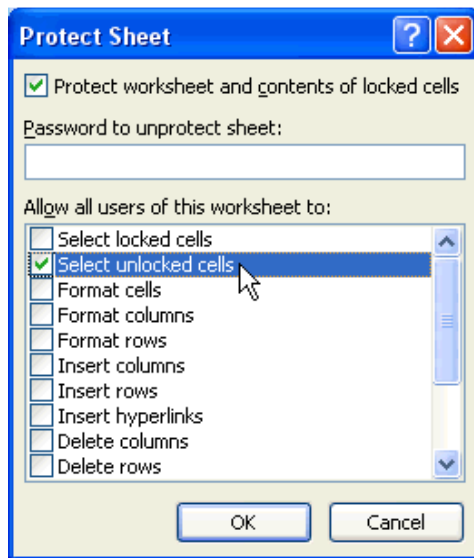 Protect Sheet
Protect worksheet and contents of locked cells
Password to unprotect sheet:
Allow all users of this worksheet to:
Select locked cells
Select unlocked cells
Format cells
Format columns
Format rows
Insert columns
Insert rows
Insert hyperlinks
Delete columns
Delete rows
OK Cancel